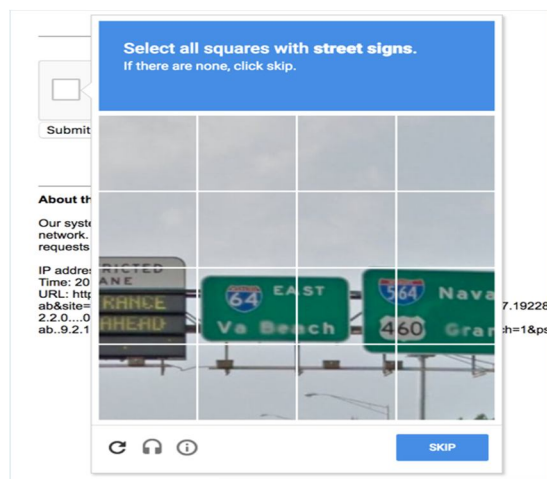 Select all squares with street signs.
If there are none, click skip.
Submit
About th
Our syste
network.
requests
IP addres
Time: 20
URL: http
ab&site=
7.19228
2.2.0....0
ab..9.2.1
ch=1&ps
RICTED
ANE
RANCE
AHEAD
64 EAST
Va Beach
564 Nava
460 Gran
SKIP